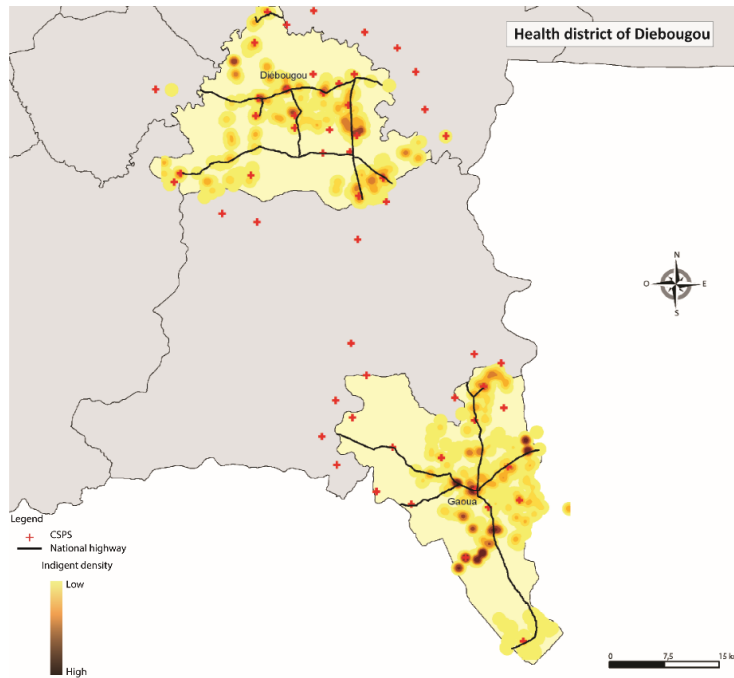 Health district of Diebougou
Diebougou
N
O
E
S
Gaoua
Legend
CSPS
National highway
Indigent density
Low
High
0
7,5
15 k